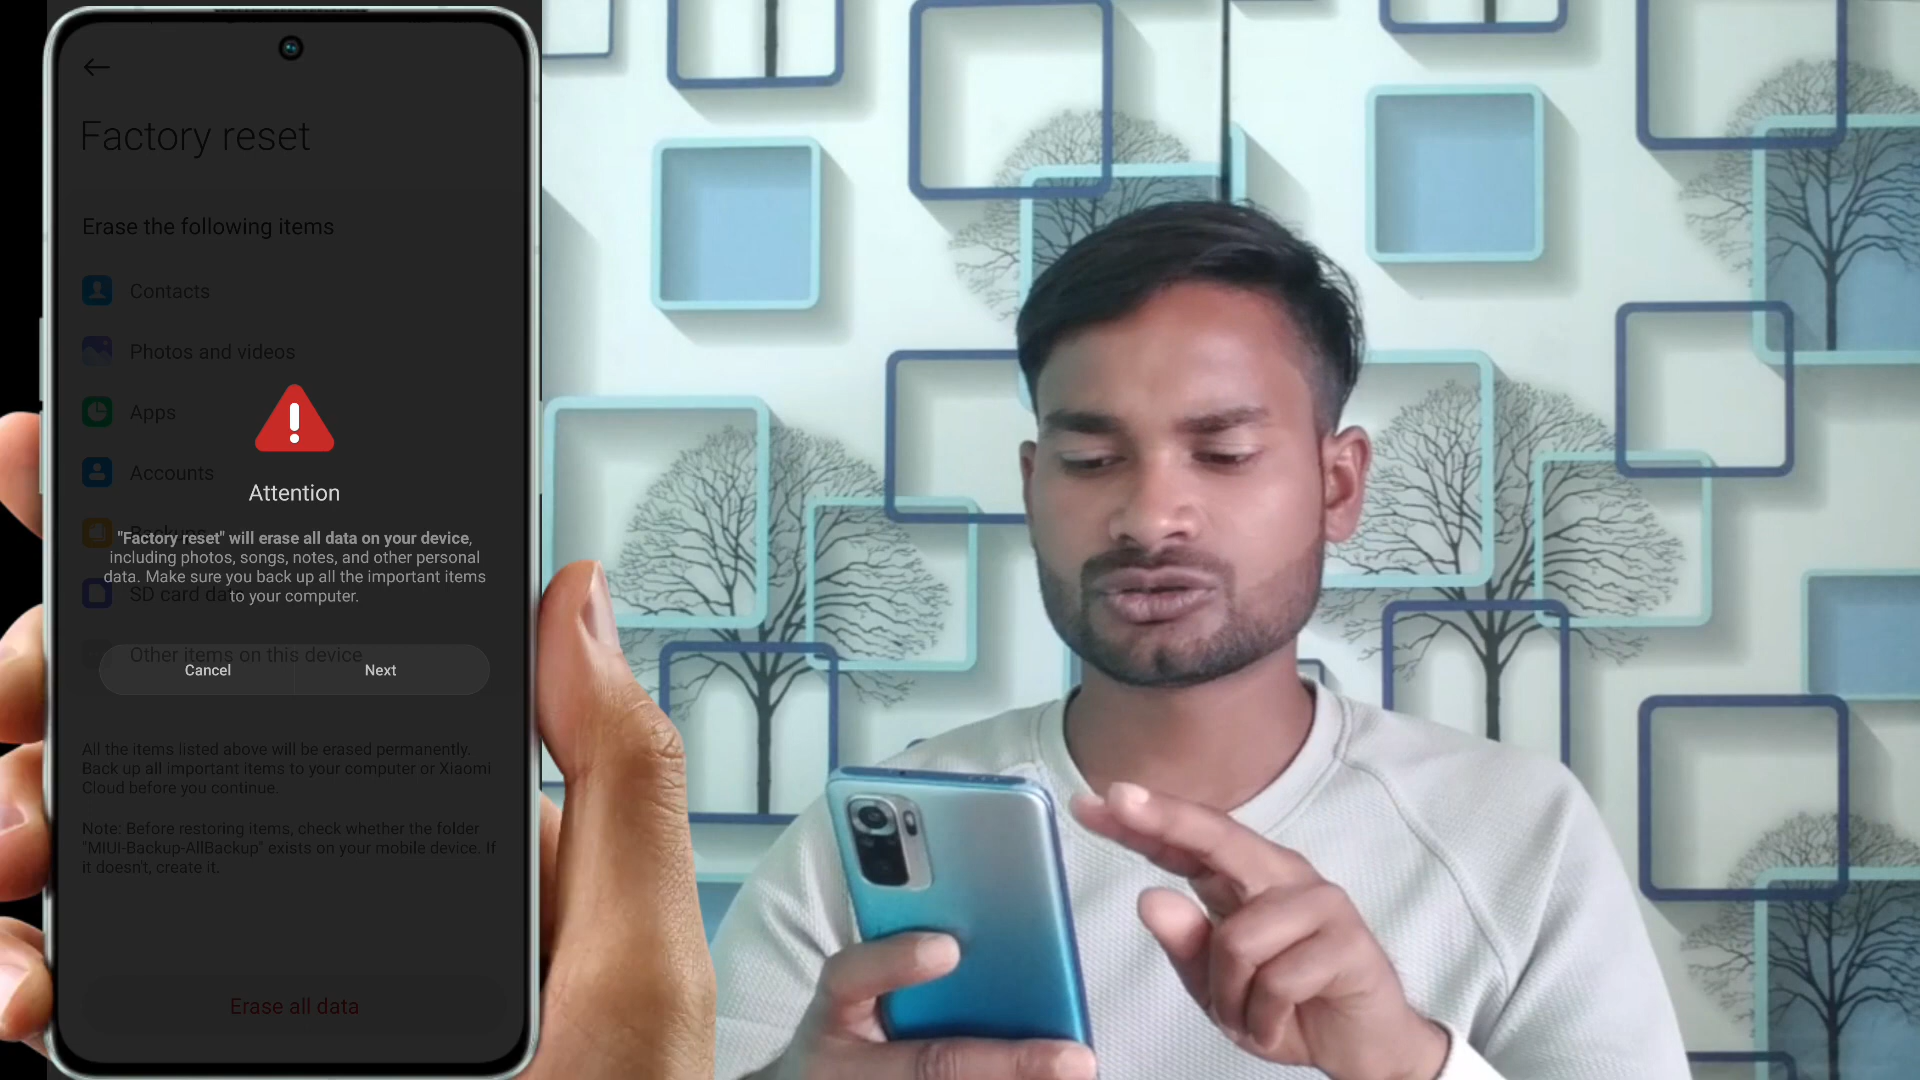 Factory reset
Erase the following items
Contacts
Photos and videos
Apps
Accounts
Attention
Backups
"Factory reset" will erase all data on your device,
including photos, songs, notes, and other personal
data. Make sure you back up all the important items
to your computer.
SD card da
Other items on this device
Cancel
Next
All the items listed above will be erased permanently.
Back up all important items to your computer or Xiaomi
Cloud before you continue.
Note: Before restoring items, check whether the folder
"MIUI-Backup-AllBackup" exists on your mobile device. If
it doesn't, create it.
Erase all data